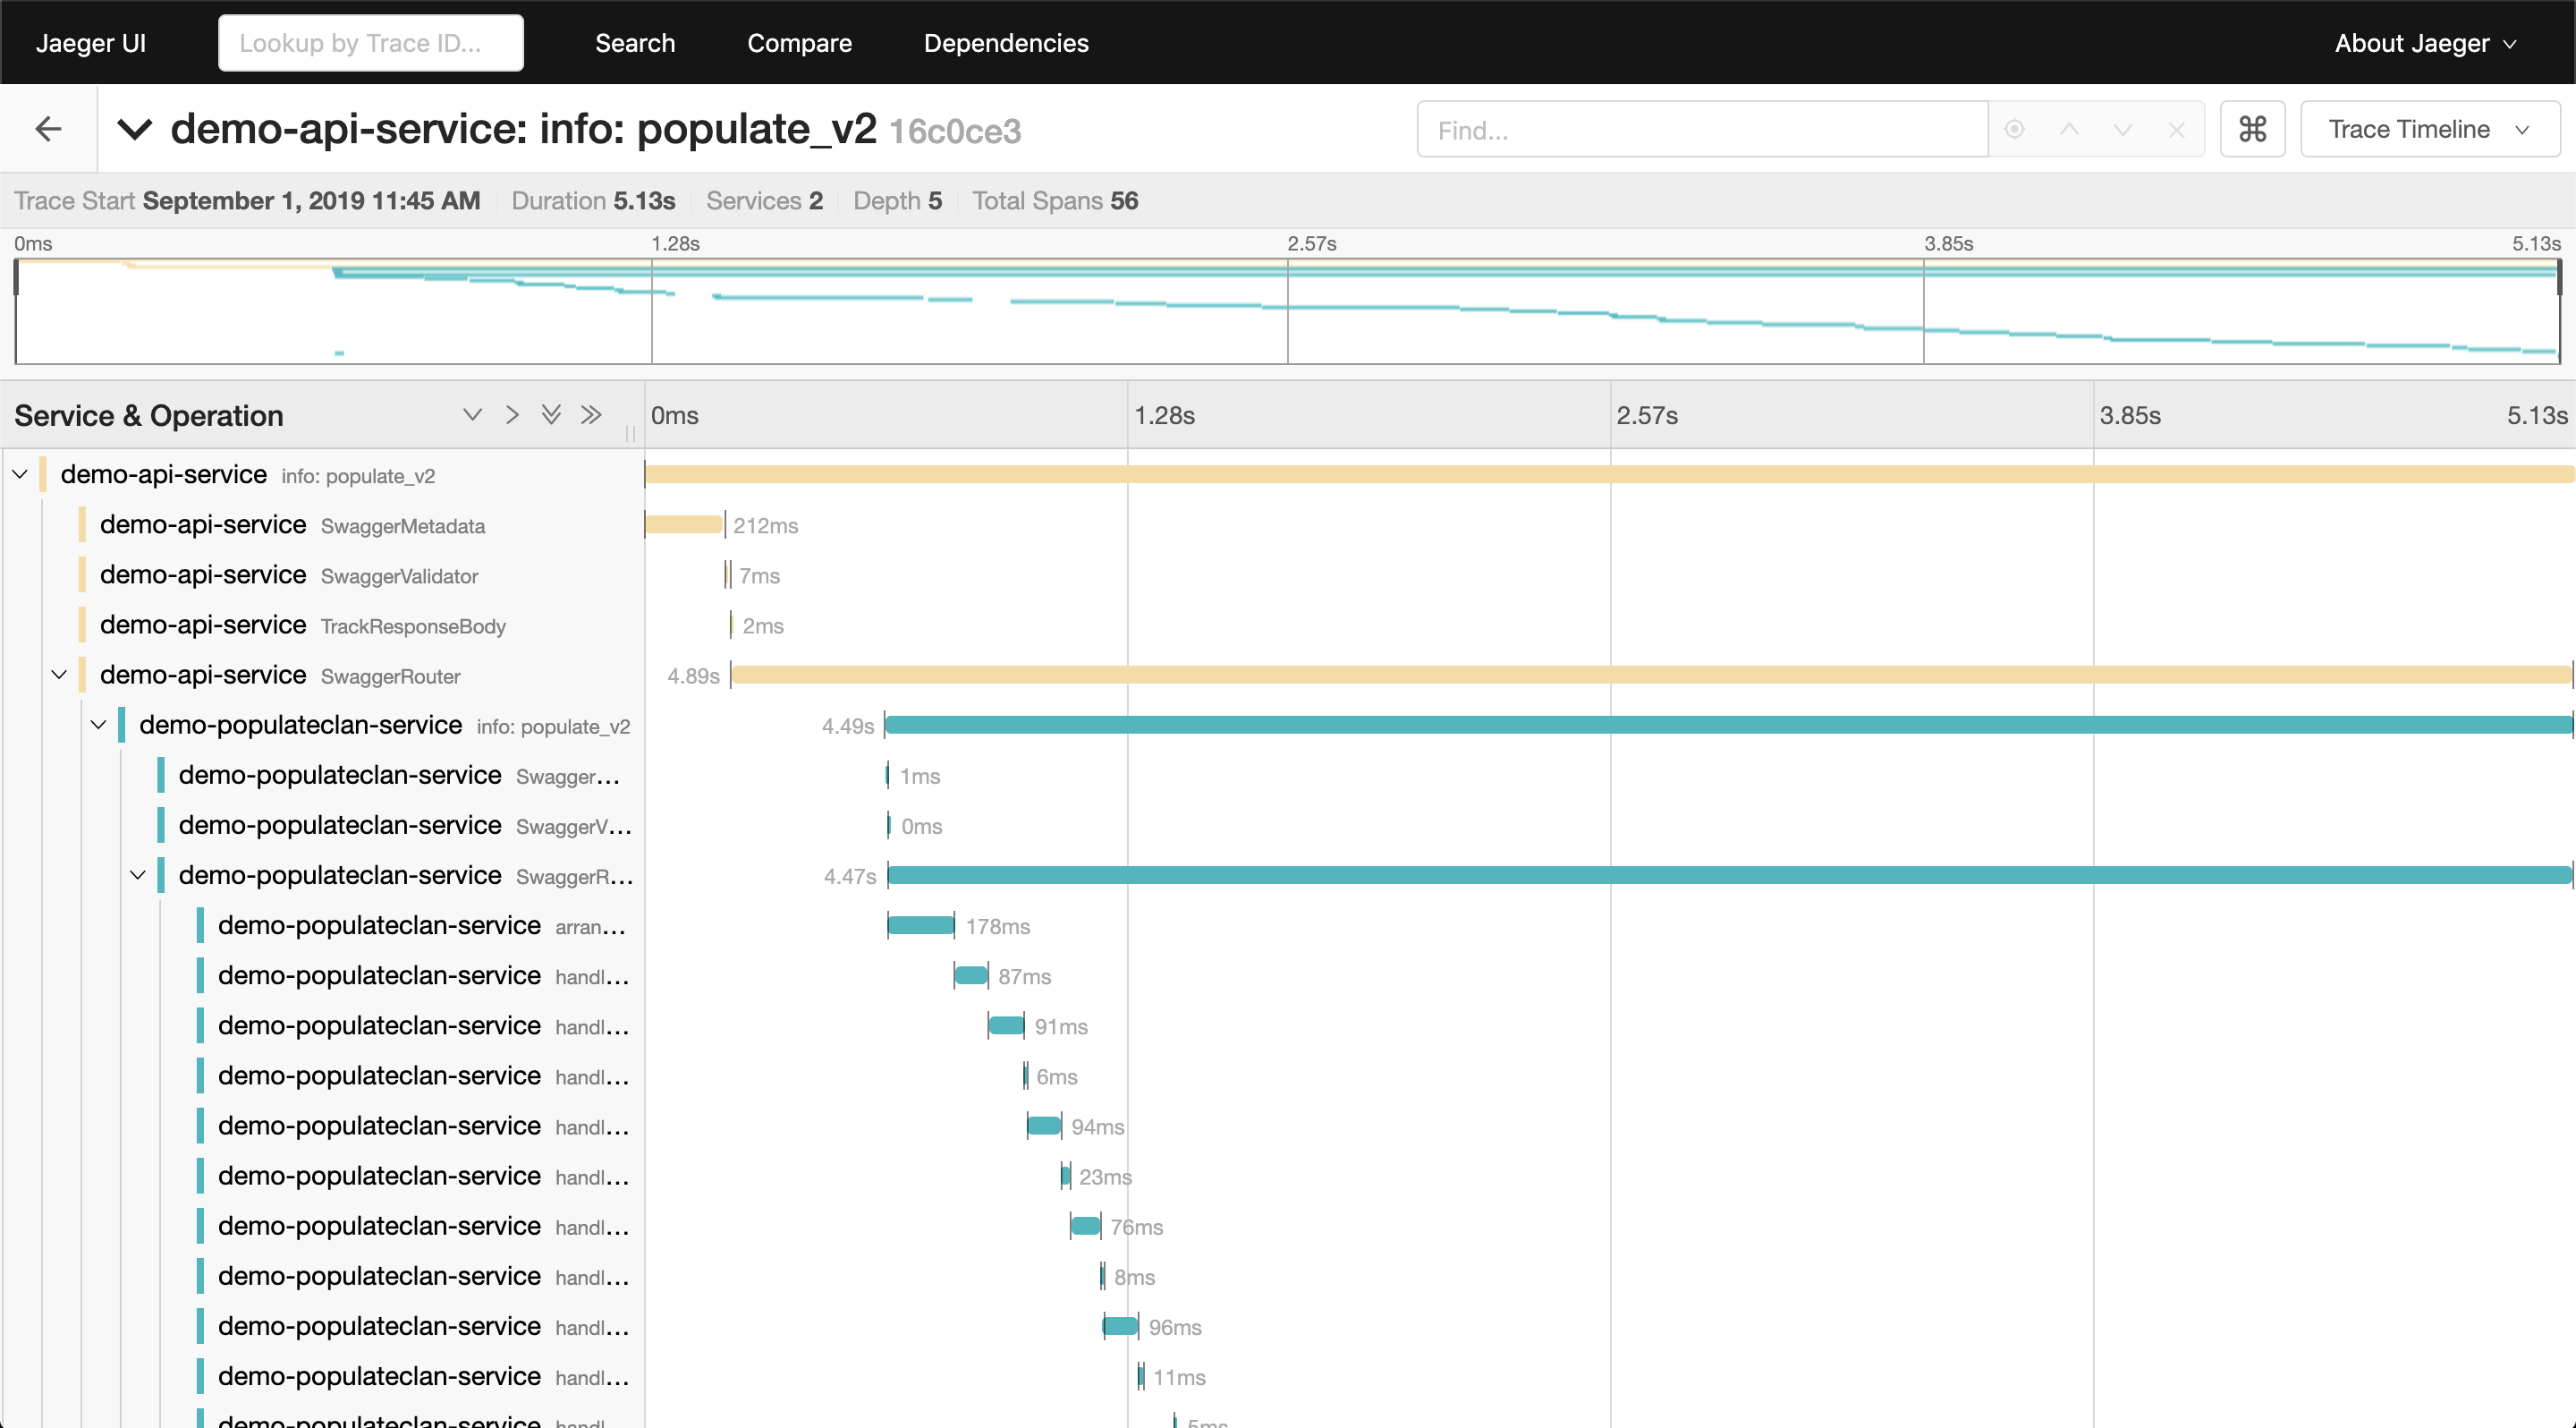 Jaeger UI Lookup by Trace ID... Search Compare Dependencies About Jaeger
demo-api-service: info: populate_v2 16c0ce3 Find... ⌘ Trace Timeline
Trace Start September 1, 2019 11:45 AM Duration 5.13s Services 2 Depth 5 Total Spans 56
0ms 1.28s 2.57s 3.85s 5.13s
Service & Operation 0ms 1.28s 2.57s 3.85s 5.13s
demo-api-service info: populate_v2
demo-api-service SwaggerMetadata 212ms
demo-api-service SwaggerValidator 7ms
demo-api-service TrackResponseBody 2ms
demo-api-service SwaggerRouter 4.89s
demo-populateclan-service info: populate_v2 4.49s
demo-populateclan-service Swagger... 1ms
demo-populateclan-service SwaggerV... 0ms
demo-populateclan-service SwaggerR... 4.47s
demo-populateclan-service arran... 178ms
demo-populateclan-service handl... 87ms
demo-populateclan-service handl... 91ms
demo-populateclan-service handl... 6ms
demo-populateclan-service handl... 94ms
demo-populateclan-service handl... 23ms
demo-populateclan-service handl... 76ms
demo-populateclan-service handl... 8ms
demo-populateclan-service handl... 96ms
demo-populateclan-service handl... 11ms
demo-populateclan-service handl... 5ms